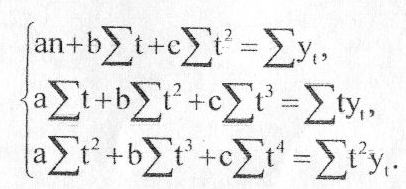 an+b∑t+c∑t²=∑yₜ,
a∑t+b∑t²+c∑t³=∑tyₜ,
a∑t²+b∑t³+c∑t⁴=∑t²yₜ.